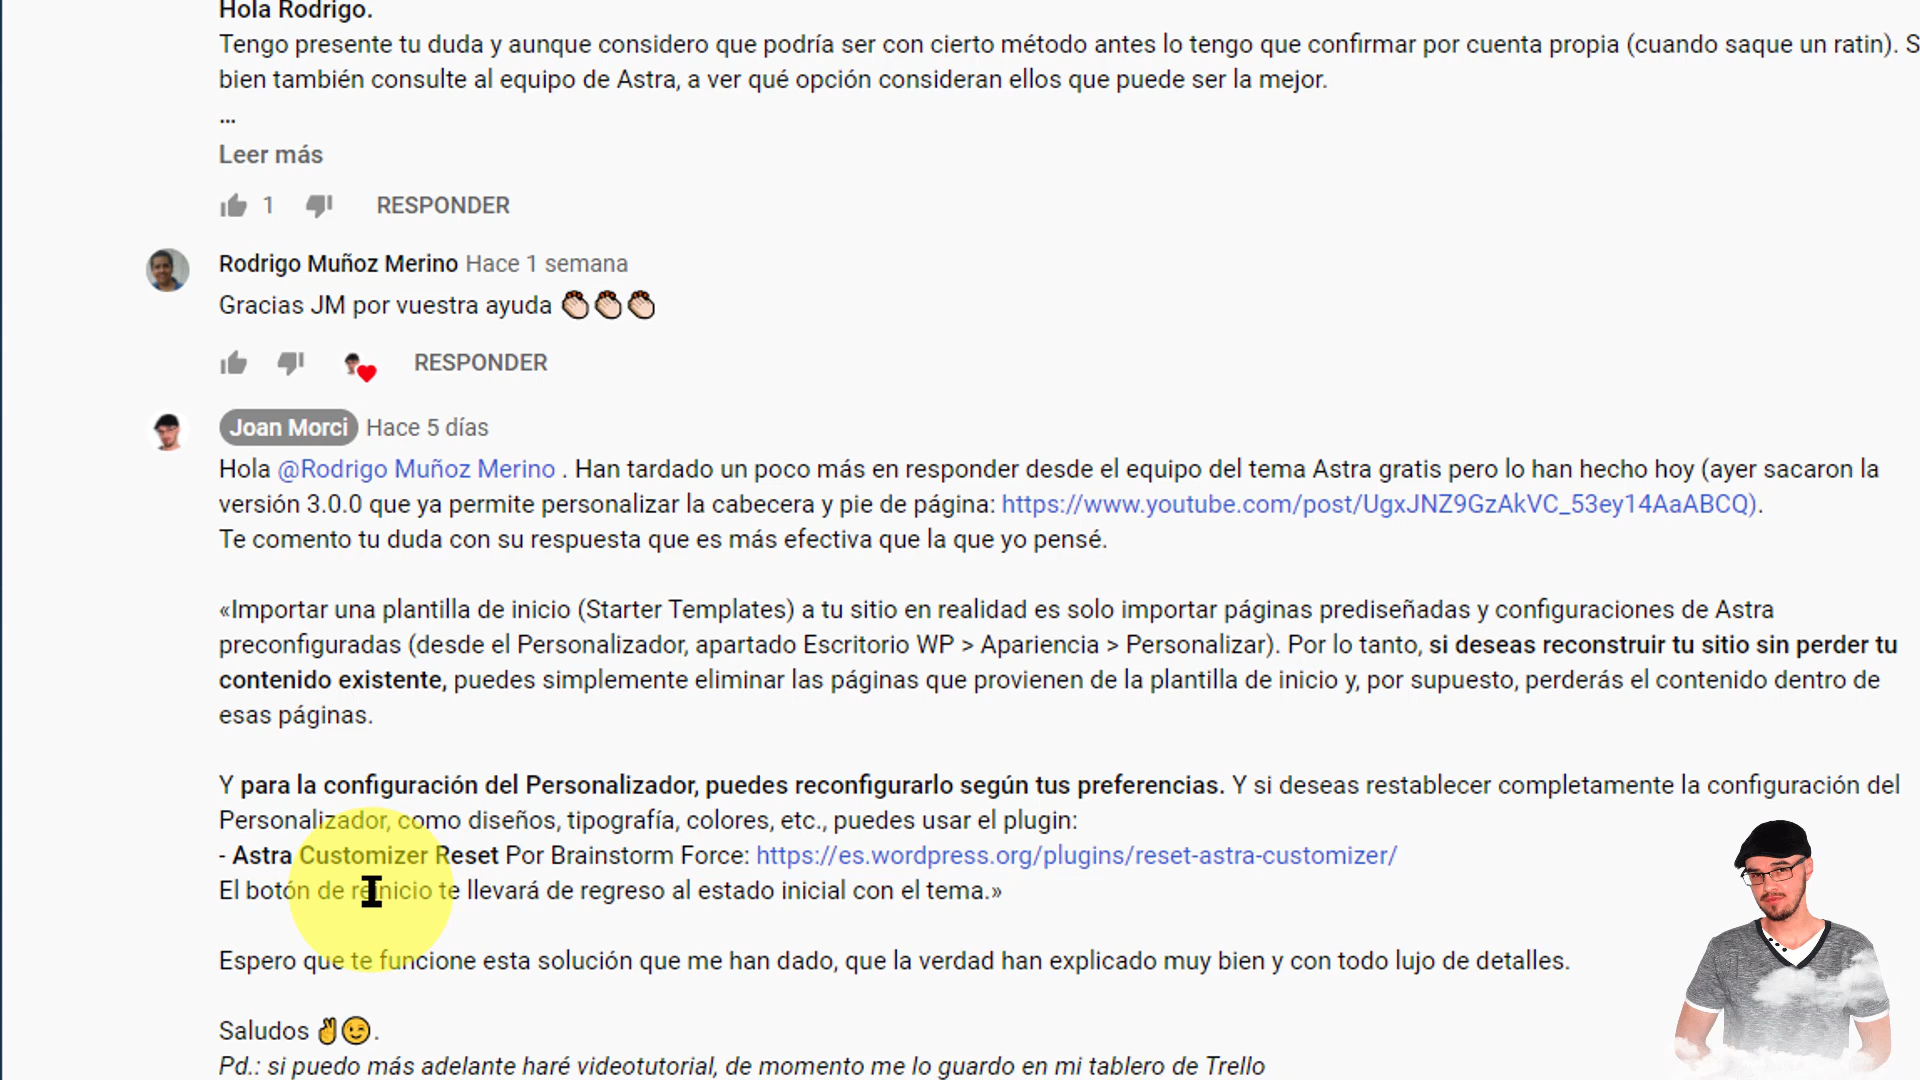 Hola Rodrigo.
Tengo presente tu duda y aunque considero que podría ser con cierto método antes lo tengo que confirmar por cuenta propia (cuando saque un ratin). S
bien también consulte al equipo de Astra, a ver qué opción consideran ellos que puede ser la mejor.
...
Leer más
1 RESPONDER
Rodrigo Muñoz Merino Hace 1 semana
Gracias JM por vuestra ayuda 👏👏👏
RESPONDER
Joan Morci Hace 5 días
Hola @Rodrigo Muñoz Merino . Han tardado un poco más en responder desde el equipo del tema Astra gratis pero lo han hecho hoy (ayer sacaron la
versión 3.0.0 que ya permite personalizar la cabecera y pie de página: https://www.youtube.com/post/UgxJNZ9GzAkVC_53ey14AaABCQ).
Te comento tu duda con su respuesta que es más efectiva que la que yo pensé.
«Importar una plantilla de inicio (Starter Templates) a tu sitio en realidad es solo importar páginas prediseñadas y configuraciones de Astra
preconfiguradas (desde el Personalizador, apartado Escritorio WP > Apariencia > Personalizar). Por lo tanto, si deseas reconstruir tu sitio sin perder tu
contenido existente, puedes simplemente eliminar las páginas que provienen de la plantilla de inicio y, por supuesto, perderás el contenido dentro de
esas páginas.
Y para la configuración del Personalizador, puedes reconfigurarlo según tus preferencias. Y si deseas restablecer completamente la configuración del
Personalizador, como diseños, tipografía, colores, etc., puedes usar el plugin:
- Astra Customizer Reset Por Brainstorm Force: https://es.wordpress.org/plugins/reset-astra-customizer/
El botón de reinicio te llevará de regreso al estado inicial con el tema.»
Espero que te funcione esta solución que me han dado, que la verdad han explicado muy bien y con todo lujo de detalles.
Saludos ✌😉.
Pd.: si puedo más adelante haré videotutorial, de momento me lo guardo en mi tablero de Trello